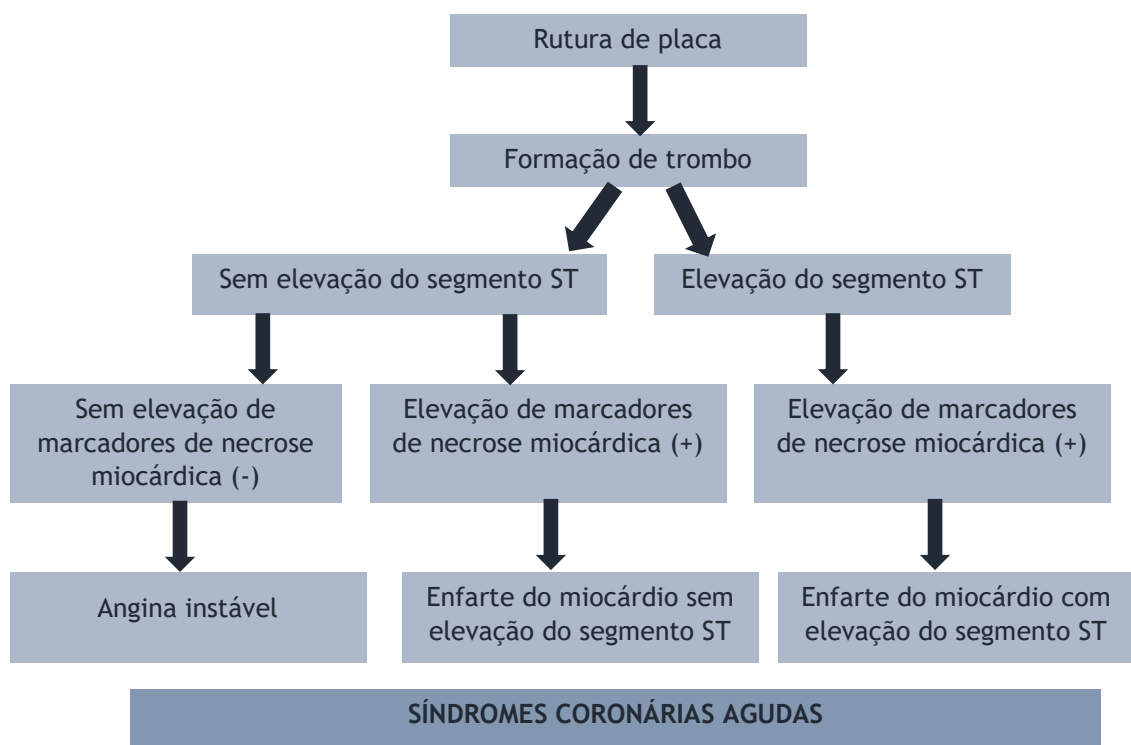 Rutura de placa
Formação de trombo
Sem elevação do segmento ST
Elevação do segmento ST
Sem elevação de
marcadores de necrose
miocárdica (-)
Elevação de marcadores
de necrose miocárdica (+)
Elevação de marcadores
de necrose miocárdica (+)
Angina instável
Enfarte do miocárdio sem
elevação do segmento ST
Enfarte do miocárdio com
elevação do segmento ST
SÍNDROMES CORONÁRIAS AGUDAS